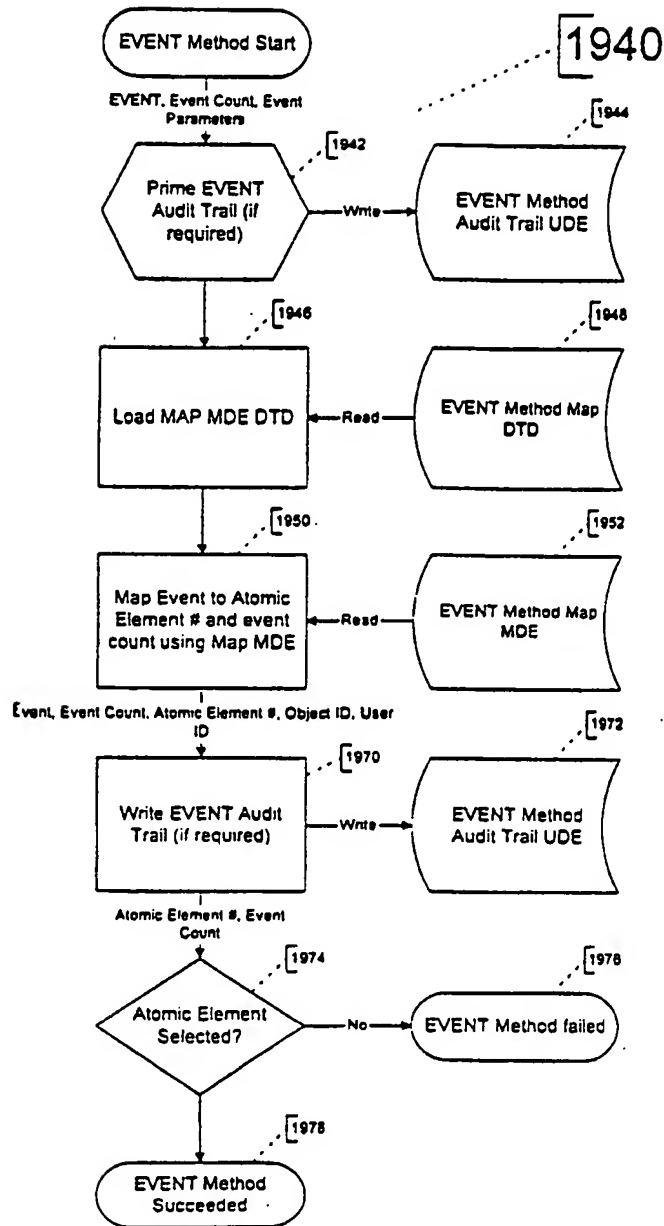 EVENT Method Start
1940
EVENT, Event Count, Event
Parameters
1942
1944
Prime EVENT
Audit Trail (if
required)
Write
EVENT Method
Audit Trail UDE
1946
1948
Load MAP MDE DTD
Read
EVENT Method Map
DTD
1950
1952
Map Event to Atomic
Element # and event
count using Map MDE
Read
EVENT Method Map
MDE
Event, Event Count, Atomic Element #, Object ID, User
ID
1970
1972
Write EVENT Audit
Trail (if required)
Write
EVENT Method
Audit Trail UDE
Atomic Element #, Event
Count
1974
1976
Atomic Element
Selected?
No
EVENT Method failed
1978
EVENT Method
Succeeded